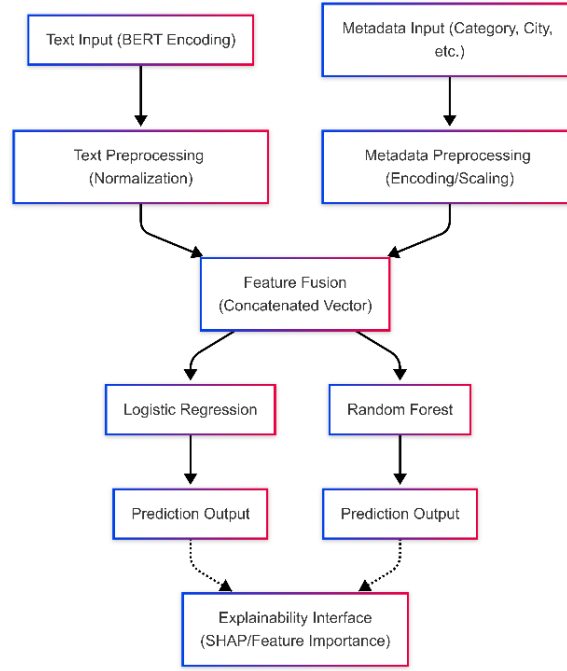 Text Input (BERT Encoding)
Metadata Input (Category, City,
etc.)
Text Preprocessing
(Normalization)
Metadata Preprocessing
(Encoding/Scaling)
Feature Fusion
(Concatenated Vector)
Logistic Regression
Random Forest
Prediction Output
Prediction Output
Explainability Interface
(SHAP/Feature Importance)